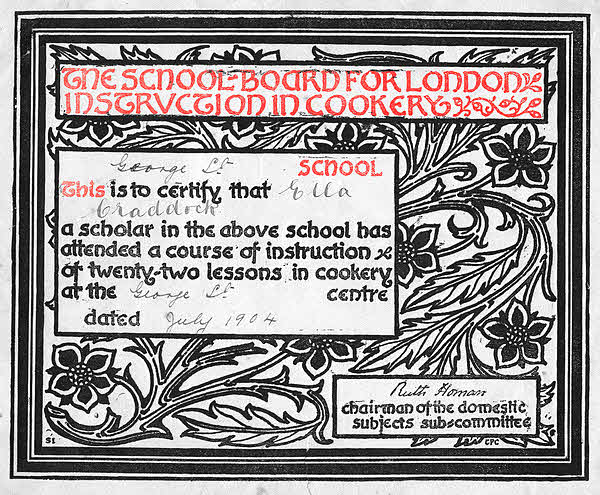 THE SCHOOL-BOARD FOR LONDON
INSTRUCTION IN COOKERY
George St. SCHOOL
This is to certify that Ella
Craddock
a scholar in the above school has
attended a course of instruction
of twenty-two lessons in cookery
at the George St. centre
dated July 1904
Ruth Homan
chairman of the domestic
subjects sub-committee
S1 CPC